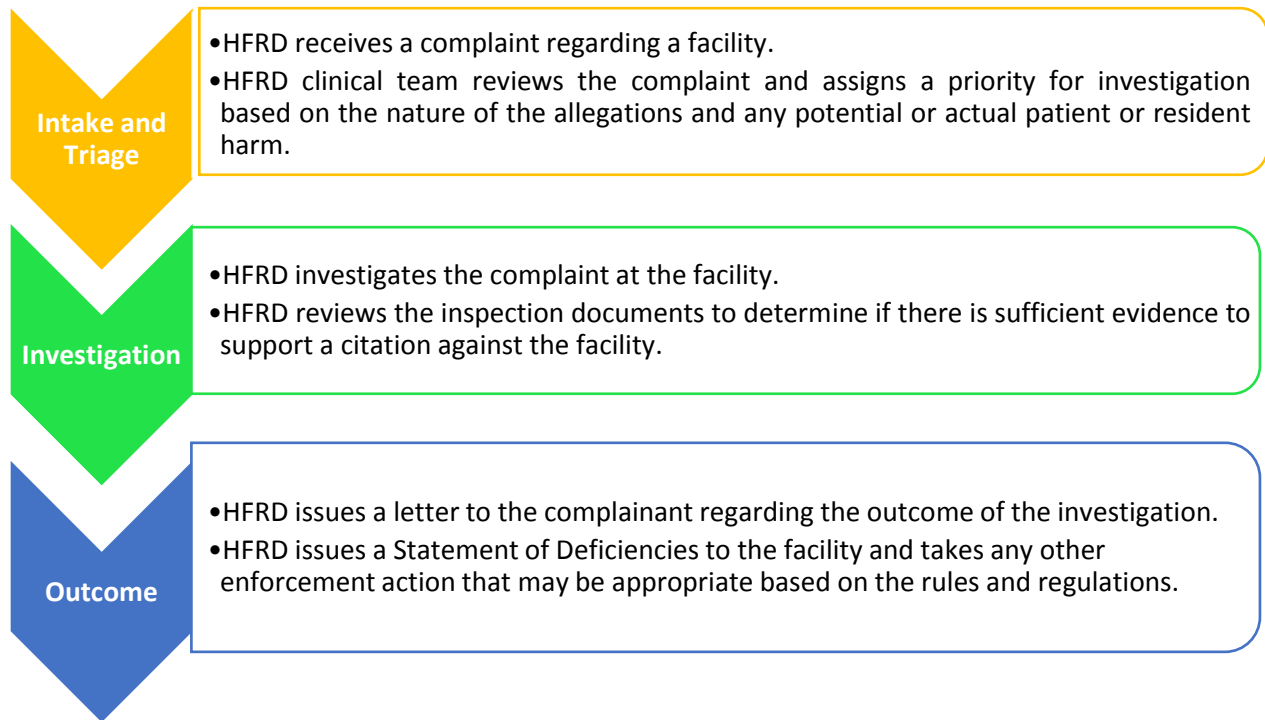 Intake and
Triage
•HFRD receives a complaint regarding a facility.
•HFRD clinical team reviews the complaint and assigns a priority for investigation
based on the nature of the allegations and any potential or actual patient or resident
harm.
Investigation
•HFRD investigates the complaint at the facility.
•HFRD reviews the inspection documents to determine if there is sufficient evidence to
support a citation against the facility.
Outcome
•HFRD issues a letter to the complainant regarding the outcome of the investigation.
•HFRD issues a Statement of Deficiencies to the facility and takes any other
enforcement action that may be appropriate based on the rules and regulations.